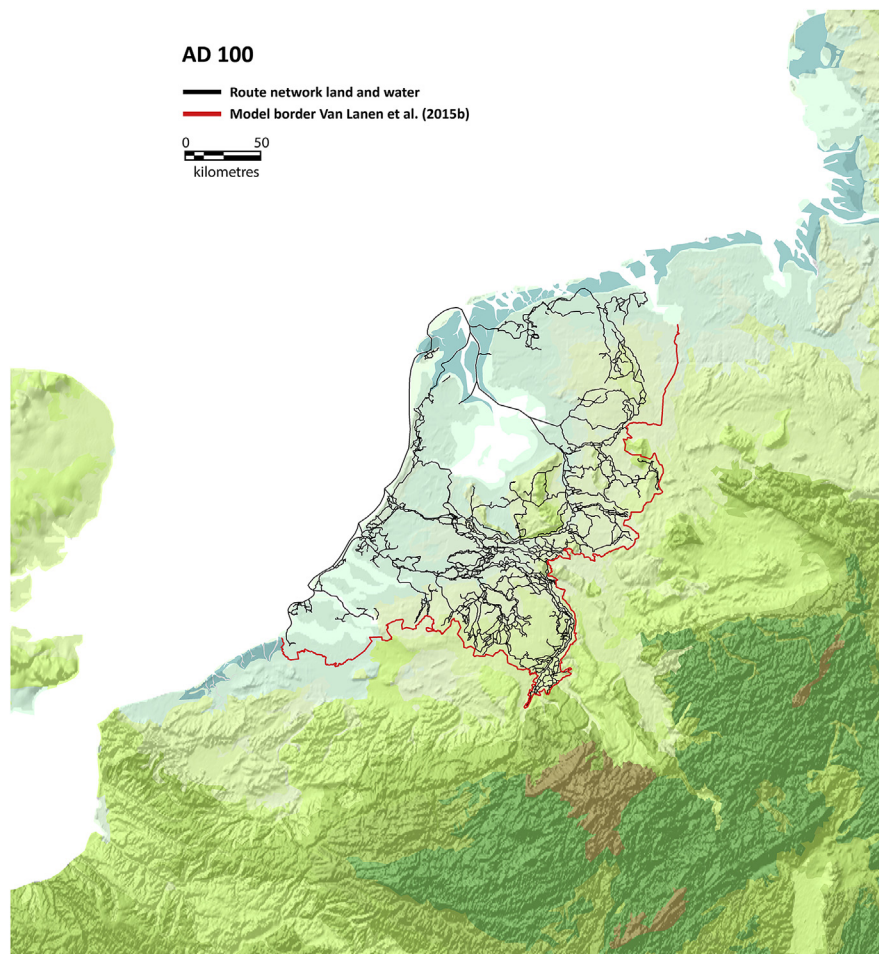 AD 100
Route network land and water
Model border Van Lanen et al. (2015b)
0 50
kilometres